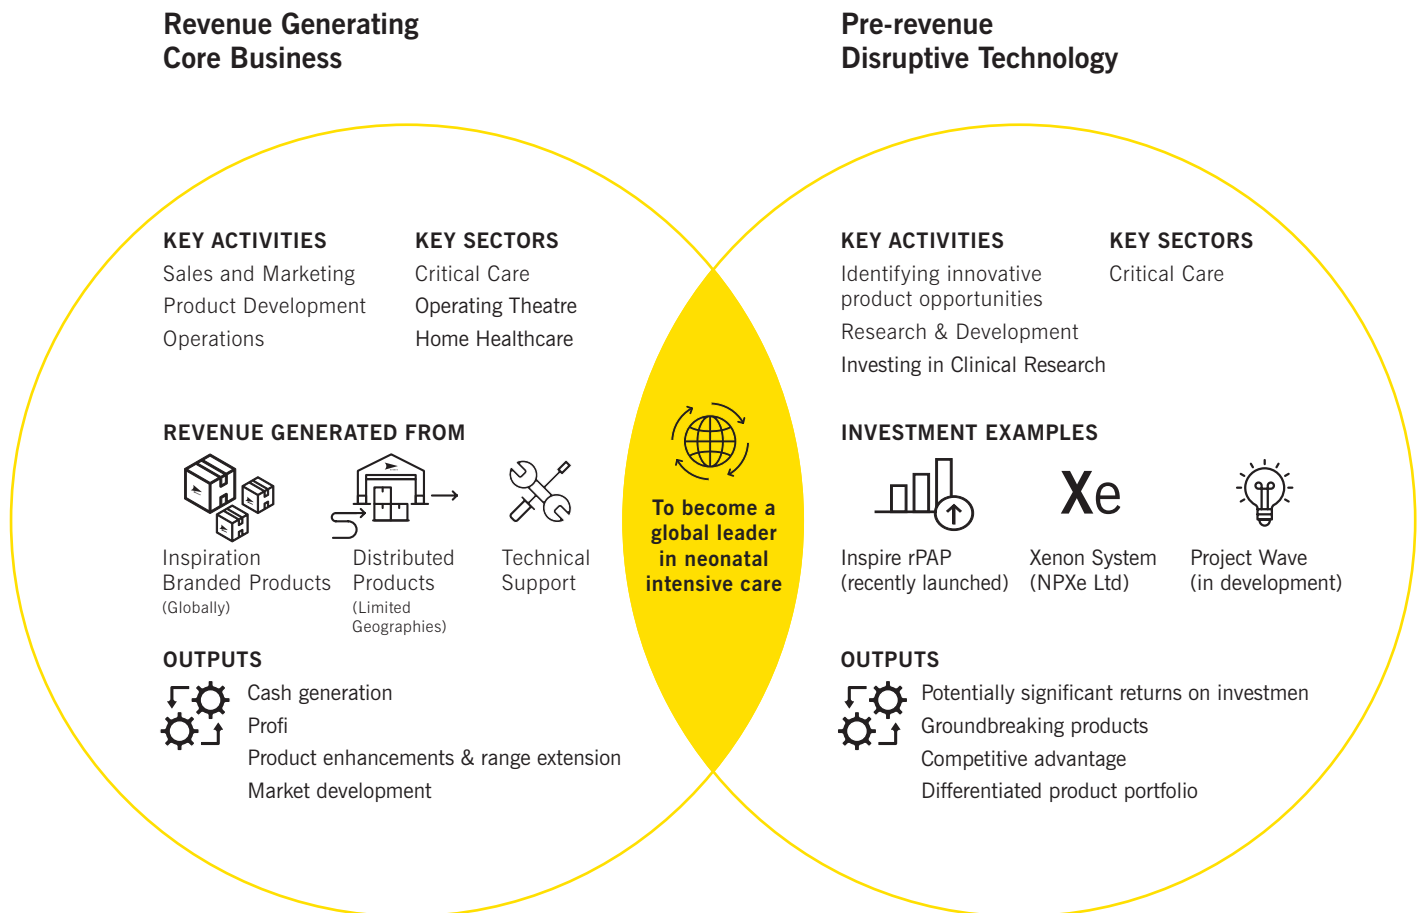 Revenue Generating
Core Business
KEY ACTIVITIES
Sales and Marketing
Product Development
Operations
KEY SECTORS
Critical Care
Operating Theatre
Home Healthcare
REVENUE GENERATED FROM
Inspiration
Branded Products
(Globally)
Distributed
Products
(Limited
Geographies)
Technical
Support
OUTPUTS
Cash generation
Profi
Product enhancements & range extension
Market development
To become a
global leader
in neonatal
intensive care
Pre-revenue
Disruptive Technology
KEY ACTIVITIES
Identifying innovative
product opportunities
Research & Development
Investing in Clinical Research
KEY SECTORS
Critical Care
INVESTMENT EXAMPLES
Inspire rPAP
(recently launched)
Xe
Xenon System
(NPXe Ltd)
Project Wave
(in development)
OUTPUTS
Potentially significant returns on investmen
Groundbreaking products
Competitive advantage
Differentiated product portfolio